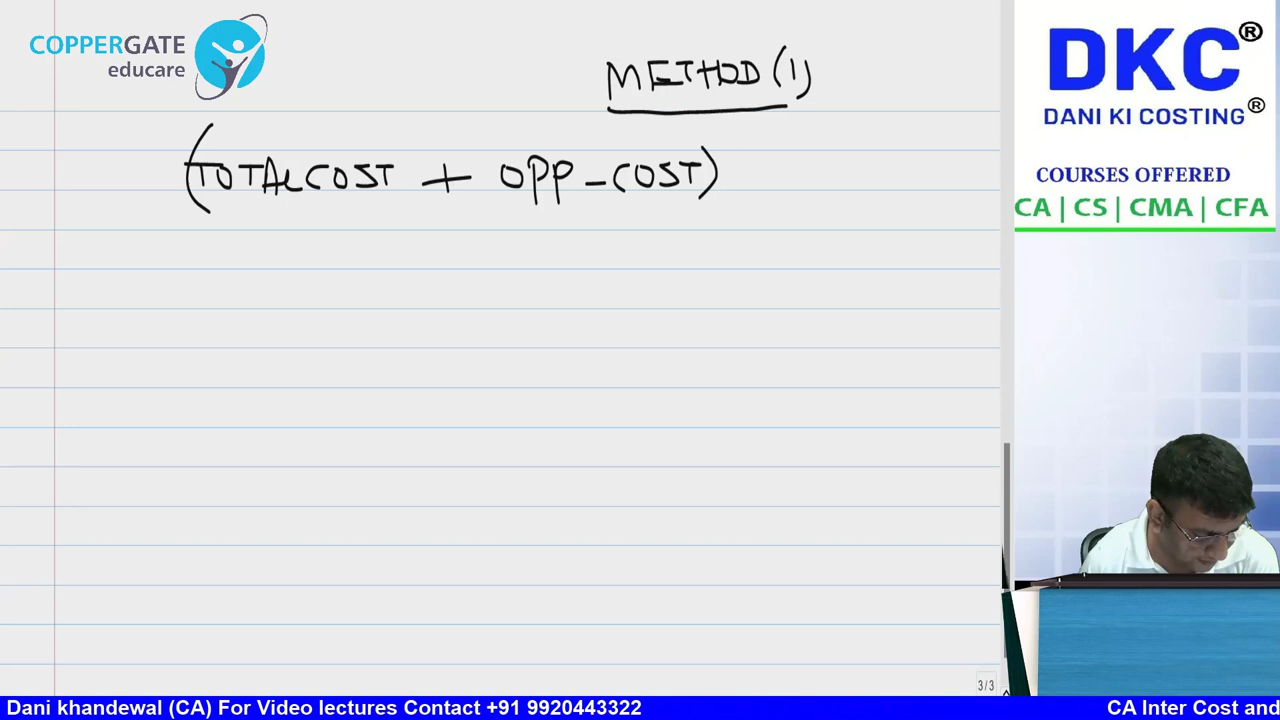 COPPERGATE
educare
METHOD (1)
(TOTAL COST + OPP-COST)
DKC®
DANI KI COSTING®
COURSES OFFERED
CA | CS | CMA | CFA
3/3
Dani khandewal (CA) For Video lectures Contact +91 9920443322
CA Inter Cost and